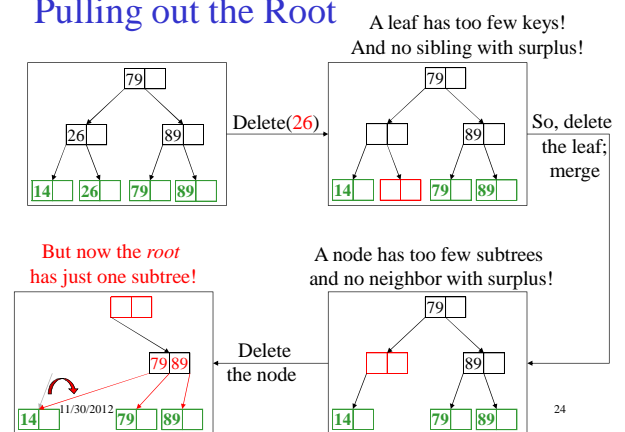 Pulling out the Root
A leaf has too few keys!
And no sibling with surplus!
79
26
89
14
26
79
89
Delete(26)
79
89
14
79
89
So, delete
the leaf;
merge
A node has too few subtrees
and no neighbor with surplus!
79
89
14
79
89
Delete
the node
But now the root
has just one subtree!
79 89
14
79
89
11/30/2012
24